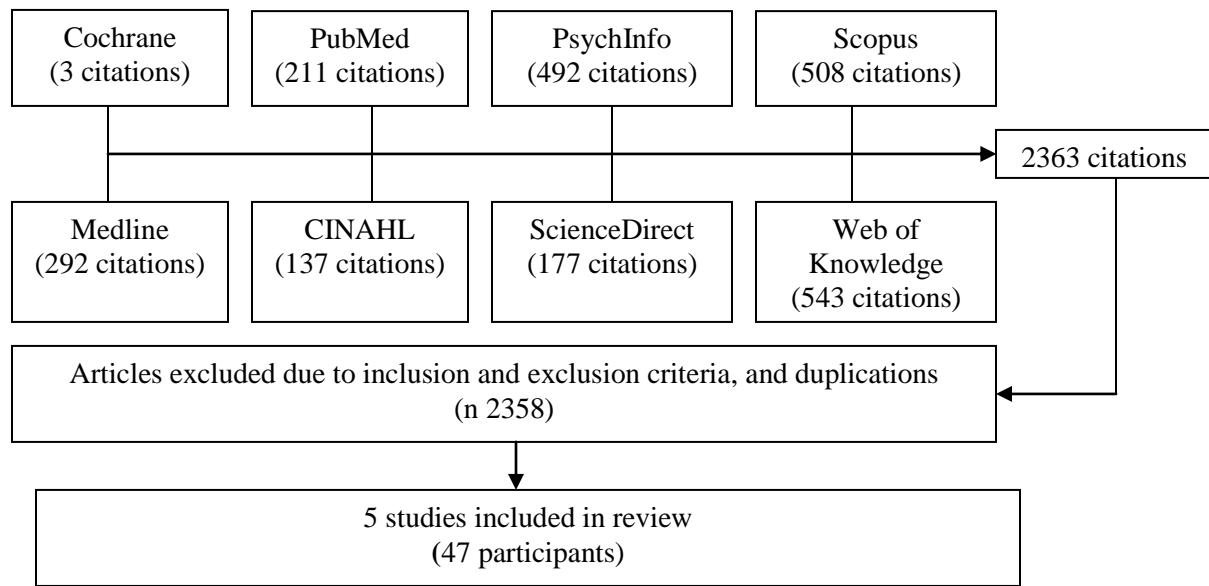 Cochrane
(3 citations)
PubMed
(211 citations)
PsychInfo
(492 citations)
Scopus
(508 citations)
2363 citations
Medline
(292 citations)
CINAHL
(137 citations)
ScienceDirect
(177 citations)
Web of
Knowledge
(543 citations)
Articles excluded due to inclusion and exclusion criteria, and duplications
(n 2358)
5 studies included in review
(47 participants)